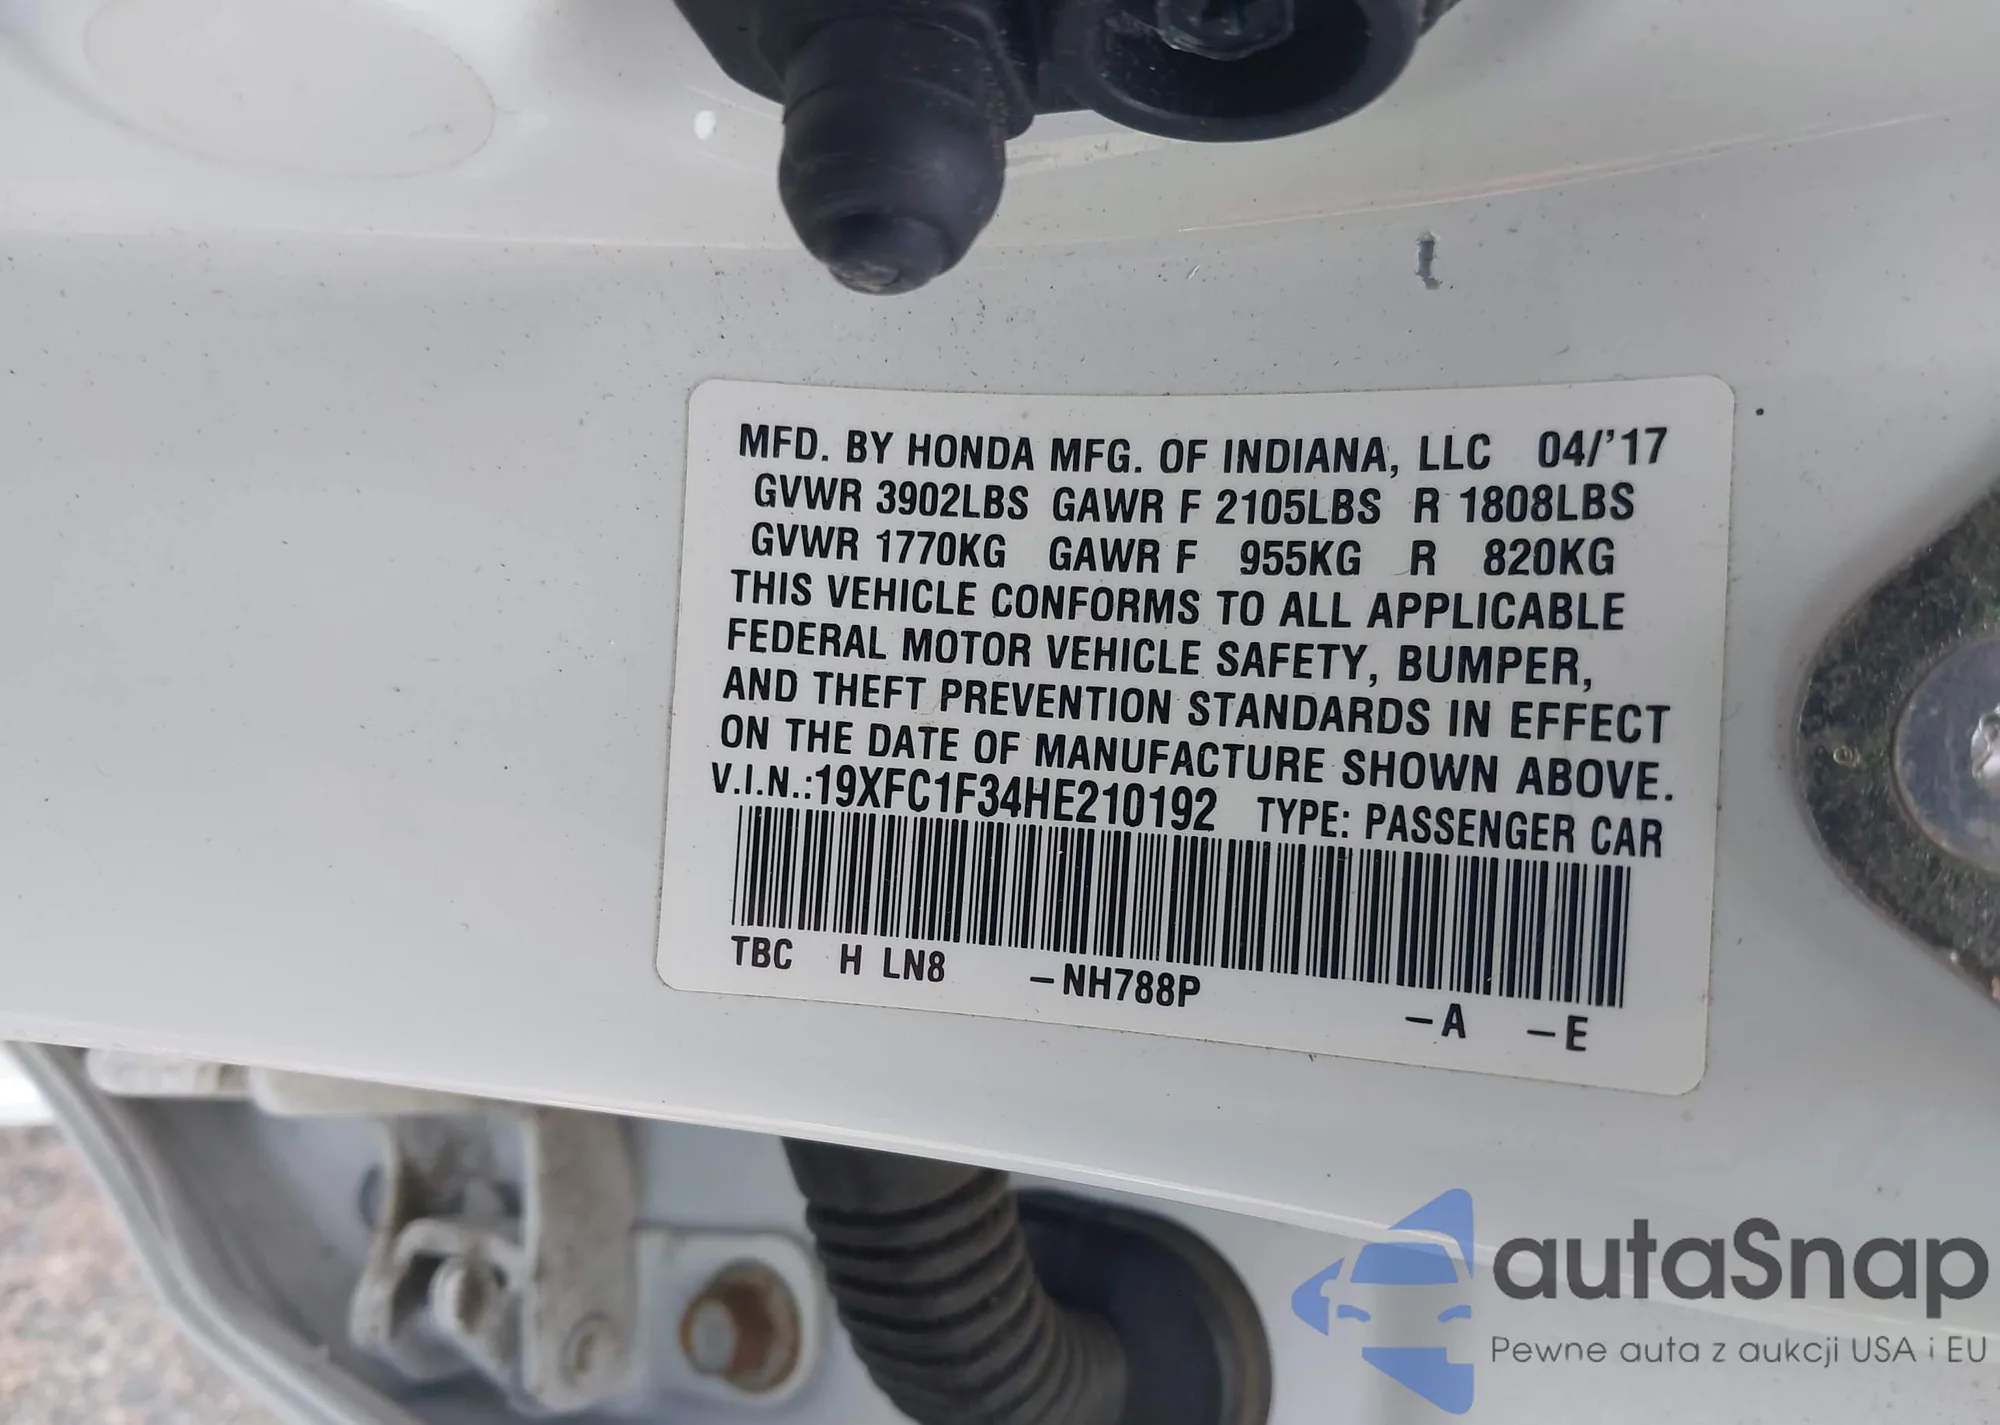 MFD. BY HONDA MFG. OF INDIANA, LLC 04/'17
GVWR 3902LBS GAWR F 2105LBS R 1808LBS
GVWR 1770KG GAWR F 955KG R 820KG
THIS VEHICLE CONFORMS TO ALL APPLICABLE
FEDERAL MOTOR VEHICLE SAFETY, BUMPER,
AND THEFT PREVENTION STANDARDS IN EFFECT
ON THE DATE OF MANUFACTURE SHOWN ABOVE.
V.I.N.:19XFC1F34HE210192 TYPE: PASSENGER CAR
TBC H LN8 -NH788P -A -E
autaSnap
Pewne auta z aukcji USA i EU